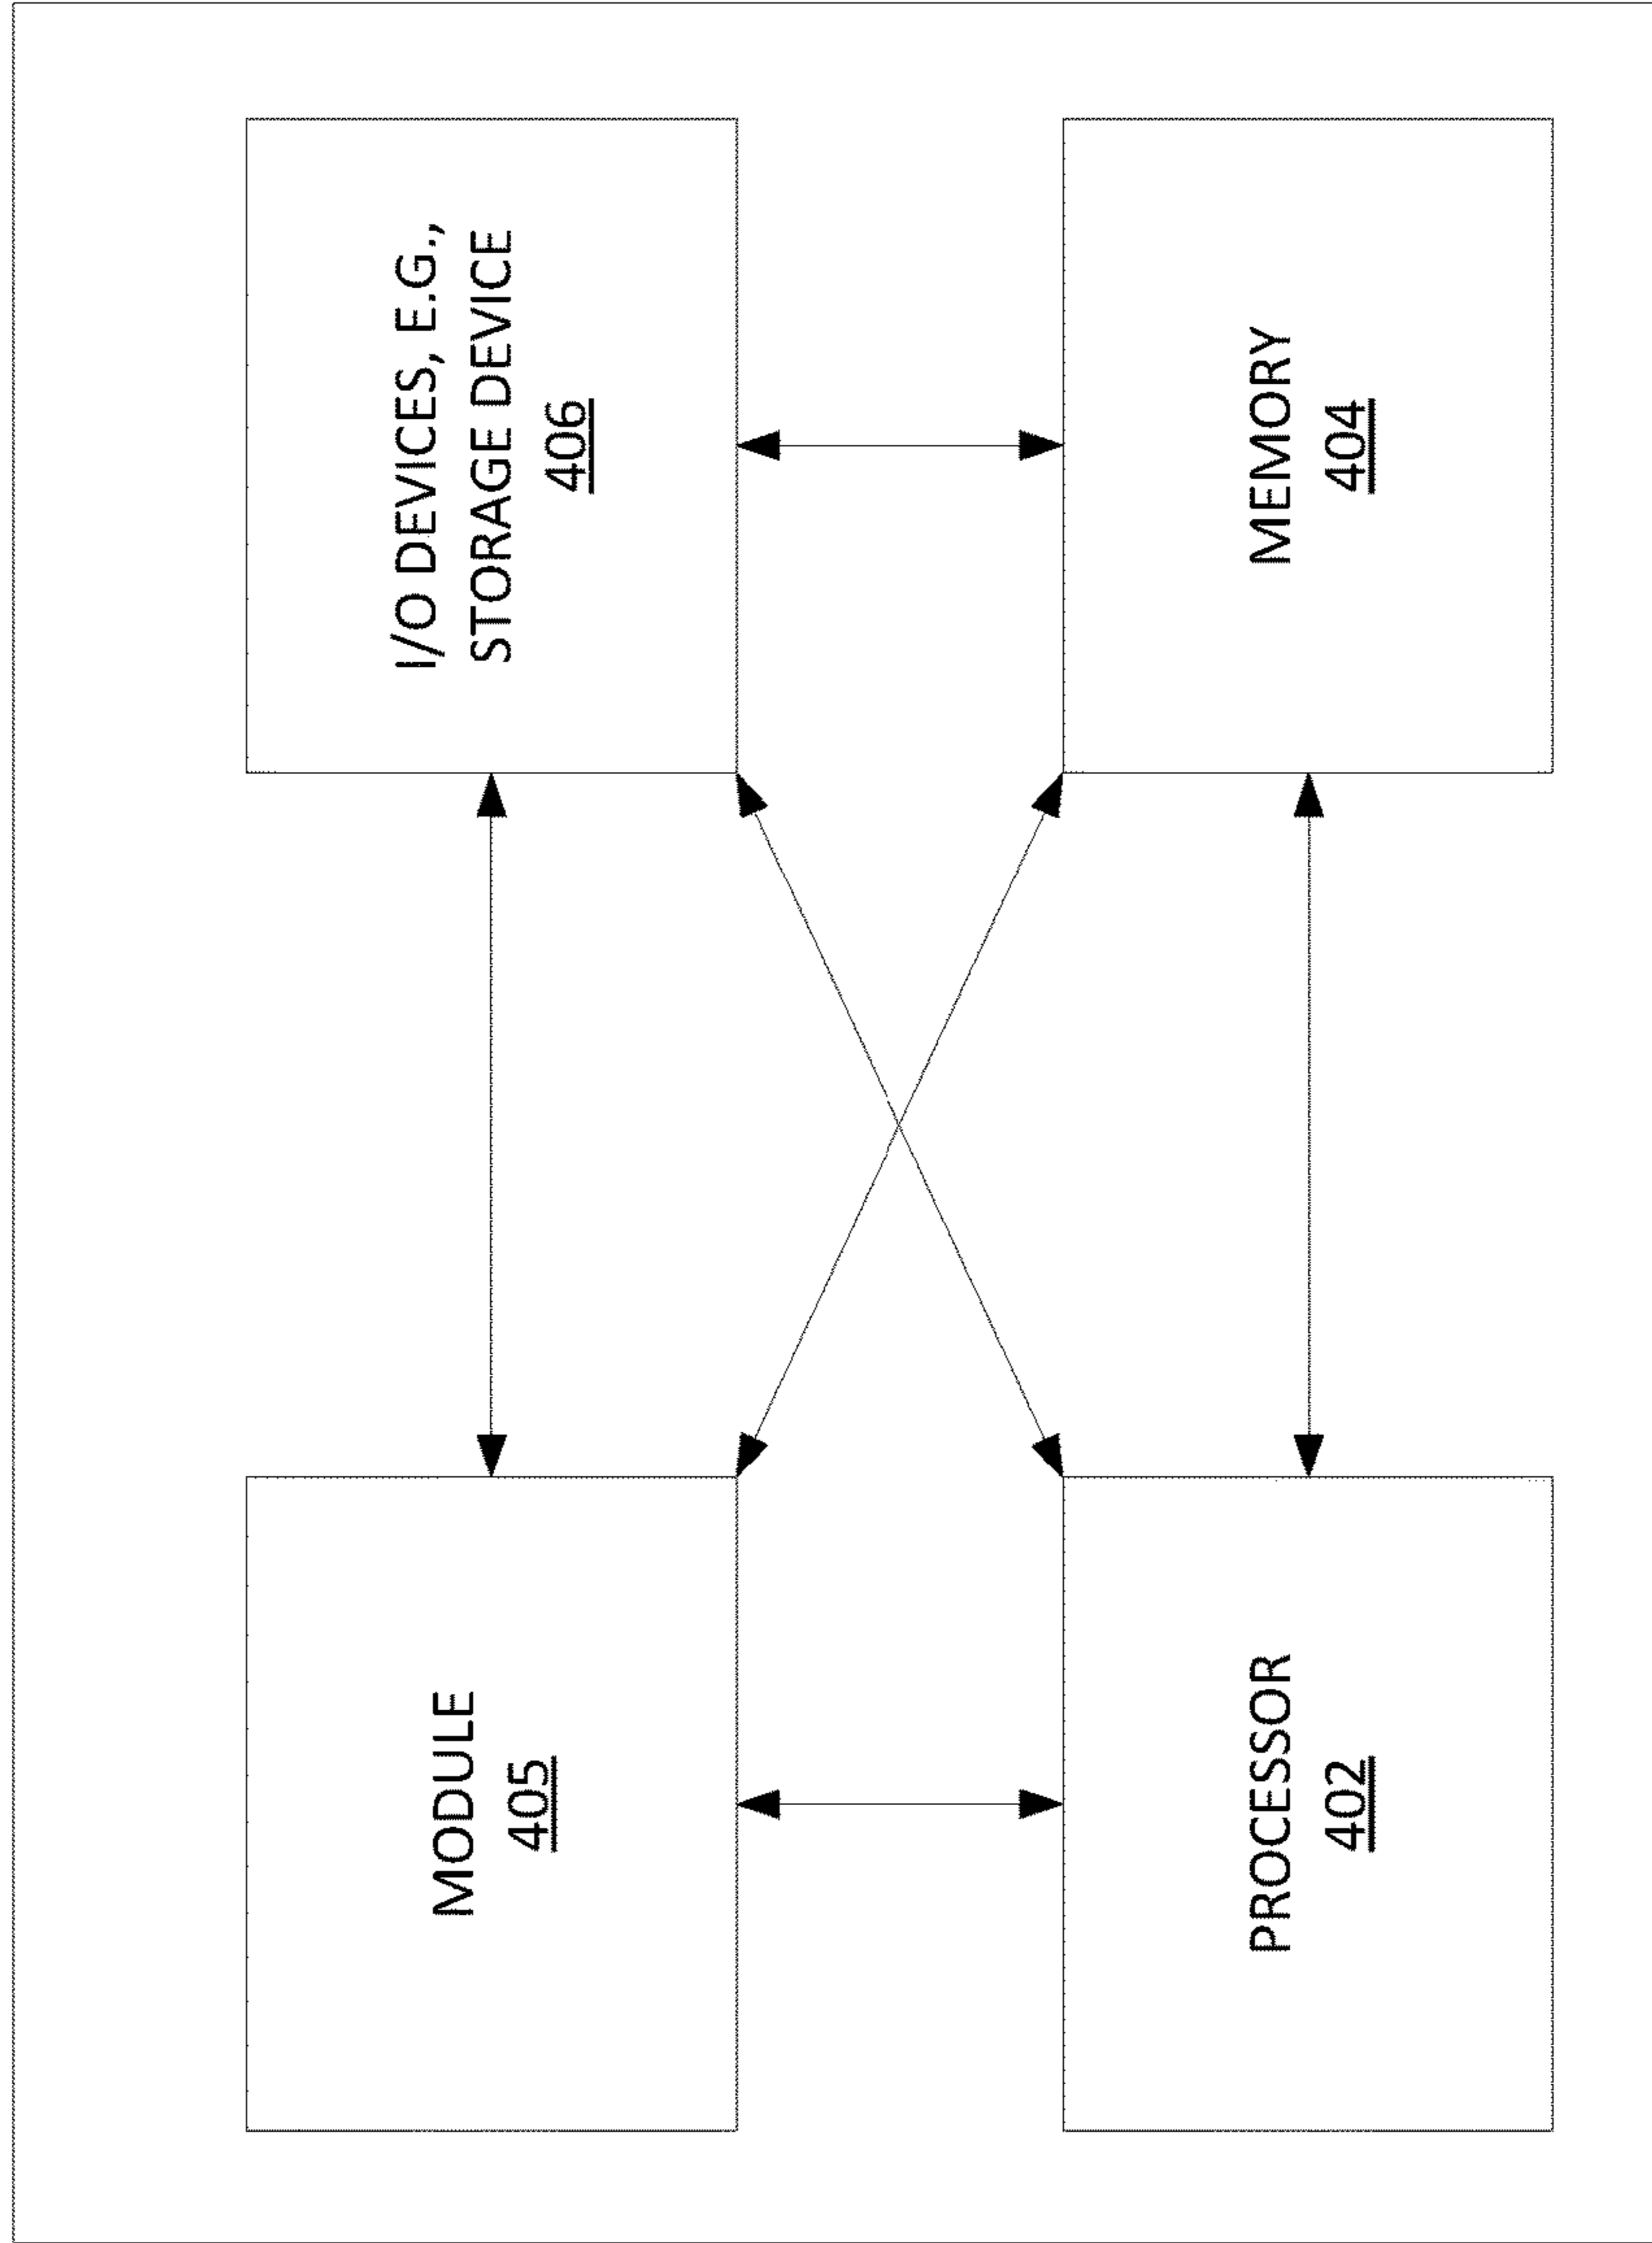 MODULE
405
I/O DEVICES, E.G.,
STORAGE DEVICE
406
PROCESSOR
402
MEMORY
404